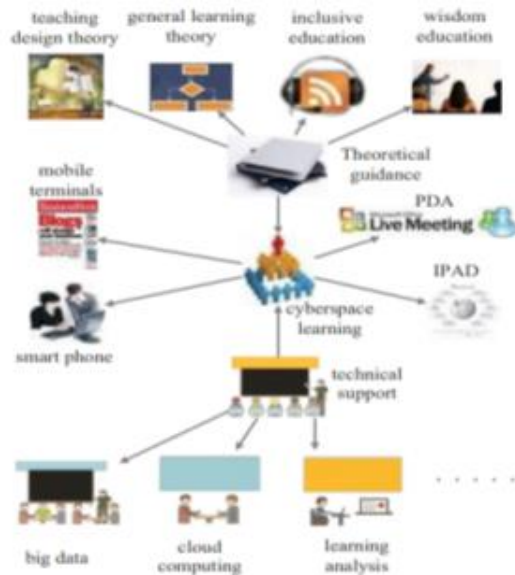 teaching
design theory
general learning
theory
inclusive
education
wisdom
education
Theoretical
guidance
mobile
terminals
Blogs
PDA
Live Meeting
IPAD
cyberspace
learning
smart phone
technical
support
big data
cloud
computing
learning
analysis
. . . . .